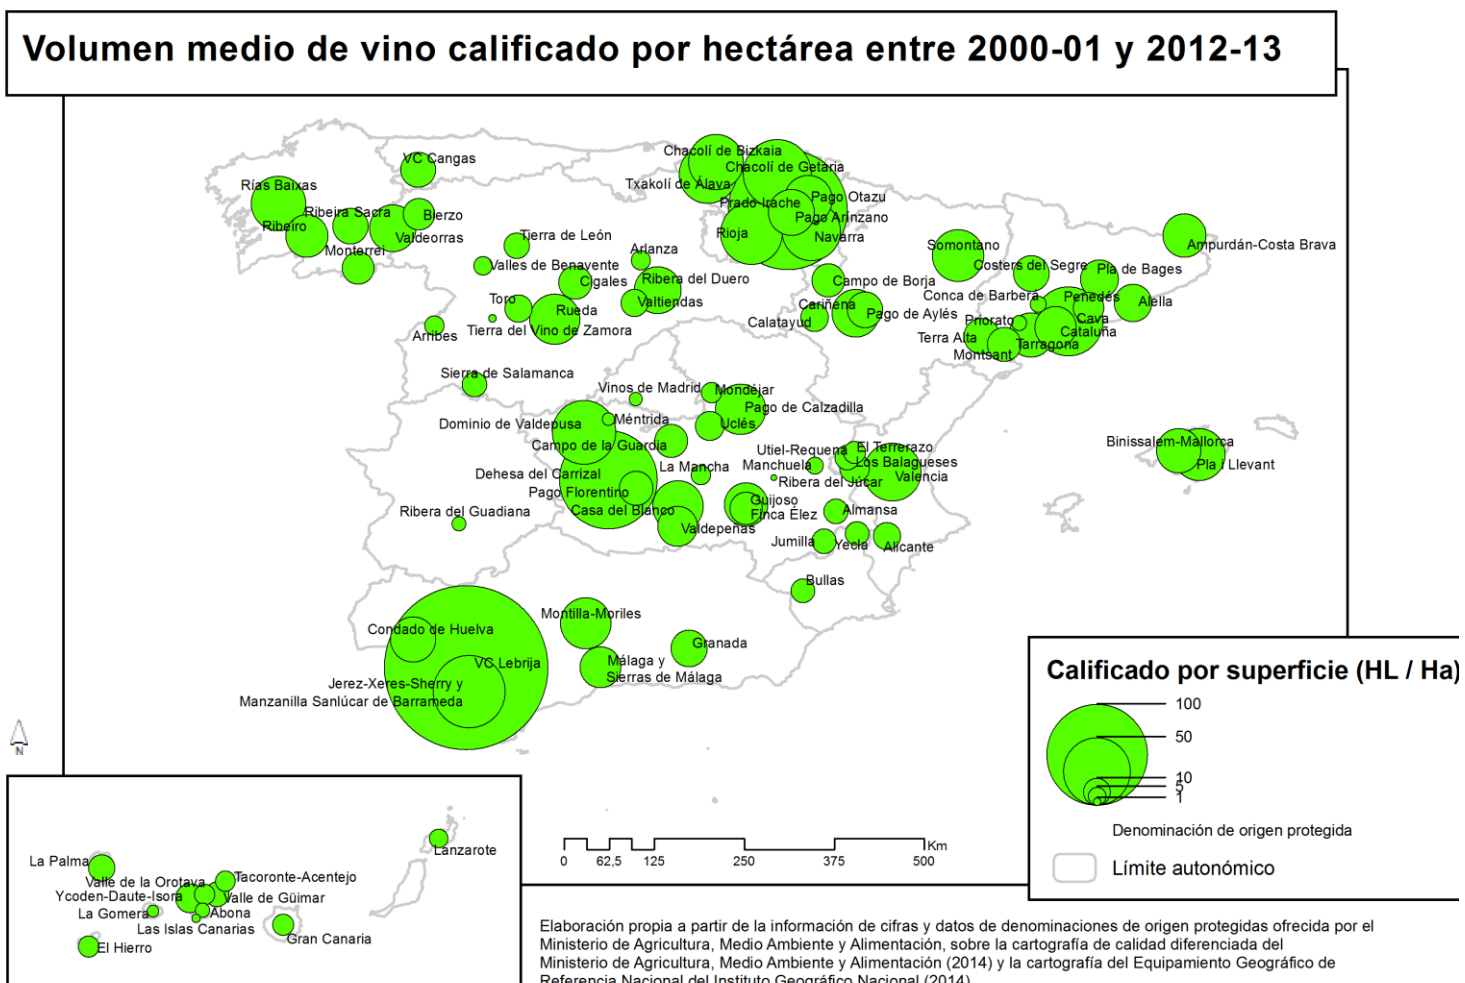 Volumen medio de vino calificado por hectárea entre 2000-01 y 2012-13
VC Cangas
Rías Baixas
Ribeira Sacra
Bierzo
Ribeiro
Valdeorras
Monterrei
Chacolí de Bizkaia
Chacolí de Getaria
Txakolí de Álava
Pago Otazu
Prado Irache
Pago Arínzano
Rioja
Navarra
Tierra de León
Arlanza
Valles de Benavente
Cigales
Ribera del Duero
Toro
Rueda
Valtiendas
Tierra del Vino de Zamora
Arribes
Sierra de Salamanca
Somontano
Campo de Borja
Cariñena
Pago de Aylés
Calatayud
Ampurdán-Costa Brava
Costers del Segre
Pla de Bages
Conca de Barberá
Penedés
Alella
Priorato
Cava
Cataluña
Terra Alta
Tarragona
Montsant
Vinos de Madrid
Mondéjar
Dominio de Valdepusa
Méntrida
Pago de Calzadilla
Uclés
Campo de la Guardia
Dehesa del Carrizal
La Mancha
Pago Florentino
Casa del Blanco
Valdepeñas
Guijoso
Finca Élez
Utiel-Requena
El Terrerazo
Manchuela
Los Balagueses
Ribera del Júcar
Valencia
Almansa
Jumilla
Yecla
Alicante
Bullas
Binissalem-Mallorca
Pla i Llevant
Ribera del Guadiana
Condado de Huelva
VC Lebrija
Jerez-Xeres-Sherry y
Manzanilla Sanlúcar de Barrameda
Montilla-Moriles
Málaga y
Sierras de Málaga
Granada
N
La Palma
Valle de la Orotava
Tacoronte-Acentejo
Ycoden-Daute-Isora
Valle de Güimar
La Gomera
Abona
Las Islas Canarias
El Hierro
Gran Canaria
Lanzarote
Km
0 62,5 125 250 375 500
Calificado por superficie (HL / Ha)
100
50
10
5
1
Denominación de origen protegida
Límite autonómico
Elaboración propia a partir de la información de cifras y datos de denominaciones de origen protegidas ofrecida por el
Ministerio de Agricultura, Medio Ambiente y Alimentación, sobre la cartografía de calidad diferenciada del
Ministerio de Agricultura, Medio Ambiente y Alimentación (2014) y la cartografía del Equipamiento Geográfico de
Referencia Nacional del Instituto Geográfico Nacional (2014)